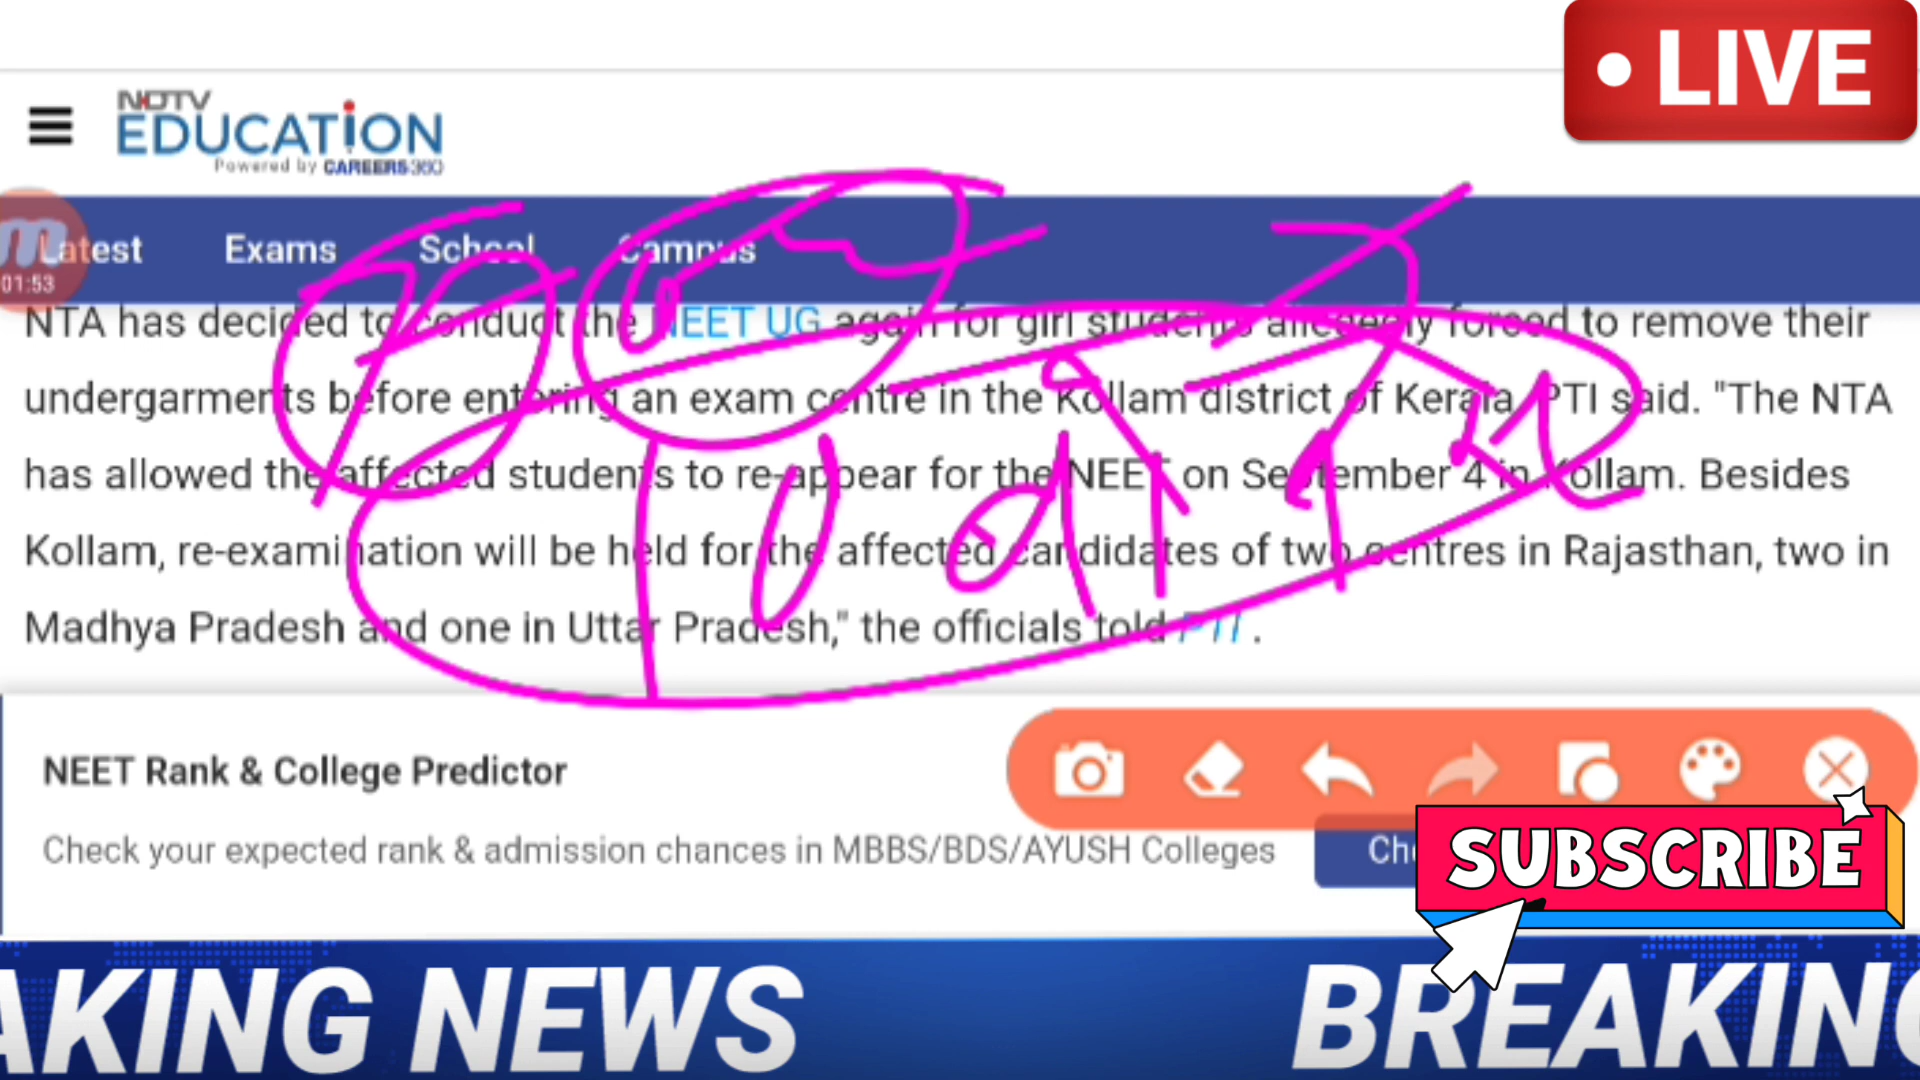 LIVE
NDTV
EDUCATION
Powered by CAREERS360
Latest Exams School Campus
01:53
NTA has decided to conduct the NEET UG again for girl students allegedly forced to remove their
undergarments before entering an exam centre in the Kollam district of Kerala, PTI said. "The NTA
has allowed the affected students to re-appear for the NEET on September 4 in Kollam. Besides
Kollam, re-examination will be held for the affected candidates of two centres in Rajasthan, two in
Madhya Pradesh and one in Uttar Pradesh," the officials told PTI.
NEET Rank & College Predictor
Check your expected rank & admission chances in MBBS/BDS/AYUSH Colleges
Ch
SUBSCRIBE
AKING NEWS BREAKING